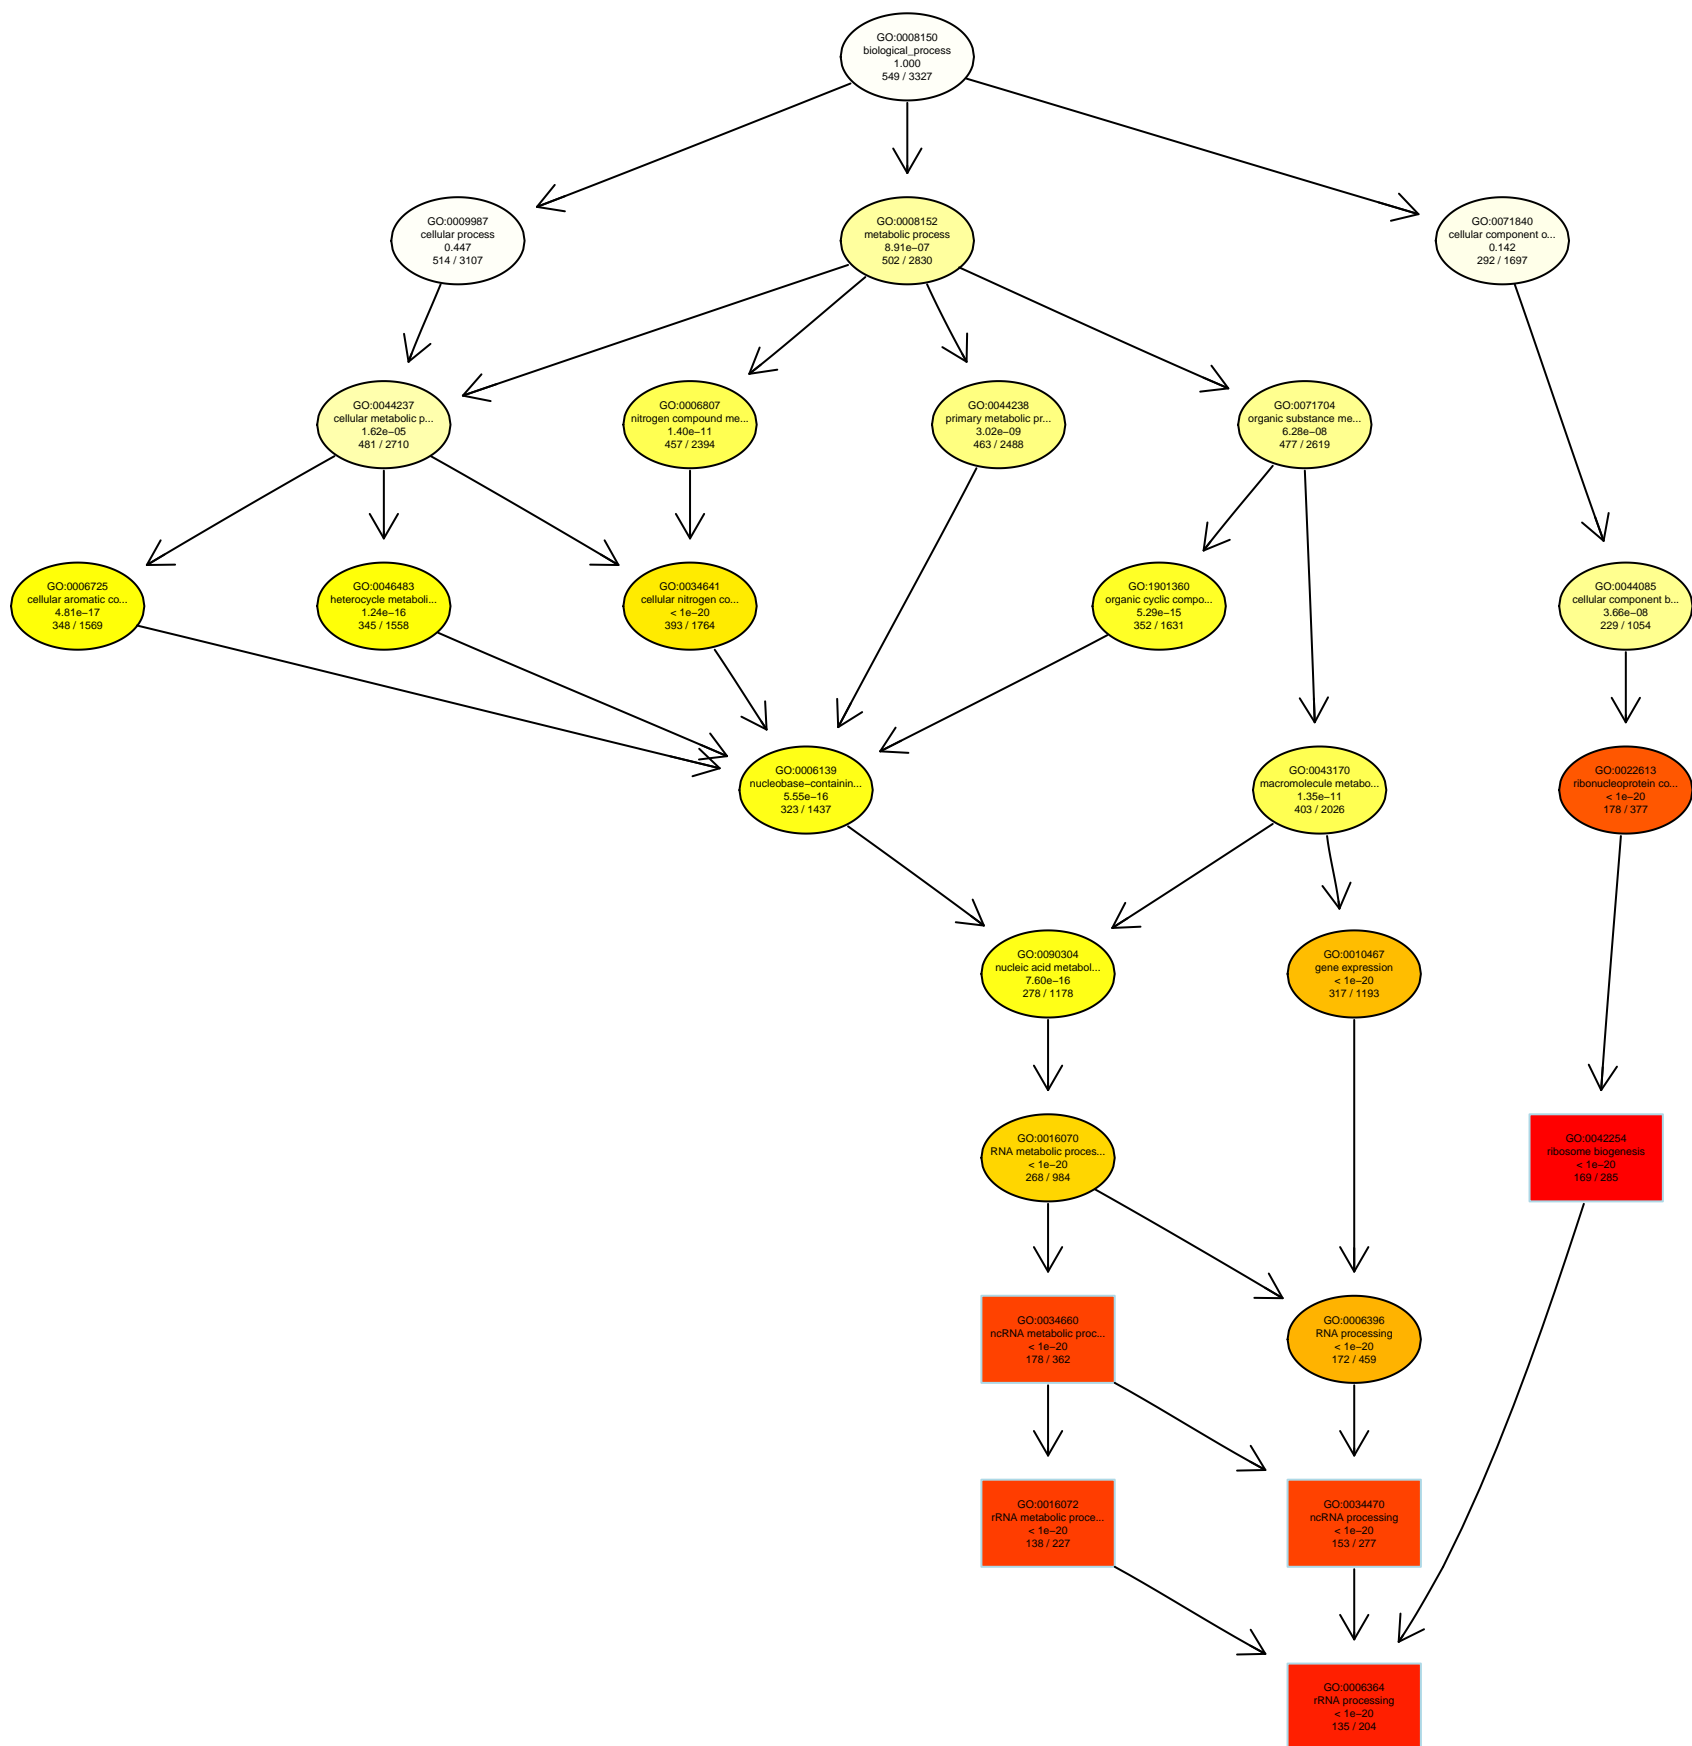 GO:0008150
biological_process
1.000
549 / 3327
GO:0009987
cellular process
0.447
514 / 3107
GO:0008152
metabolic process
8.91e−07
502 / 2830
GO:0071840
cellular component o...
0.142
292 / 1697
GO:0044237
cellular metabolic p...
1.62e−05
481 / 2710
GO:0006807
nitrogen compound me...
1.40e−11
457 / 2394
GO:0044238
primary metabolic pr...
3.02e−09
463 / 2488
GO:0071704
organic substance me...
6.28e−08
477 / 2619
GO:0006725
cellular aromatic co...
4.81e−17
348 / 1569
GO:0046483
heterocycle metaboli...
1.24e−16
345 / 1558
GO:0034641
cellular nitrogen co...
< 1e−20
393 / 1764
GO:1901360
organic cyclic compo...
5.29e−15
352 / 1631
GO:0044085
cellular component b...
3.66e−08
229 / 1054
GO:0006139
nucleobase−containin...
5.55e−16
323 / 1437
GO:0043170
macromolecule metabo...
1.35e−11
403 / 2026
GO:0022613
ribonucleoprotein co...
< 1e−20
178 / 377
GO:0090304
nucleic acid metabol...
7.60e−16
278 / 1178
GO:0010467
gene expression
< 1e−20
317 / 1193
GO:0016070
RNA metabolic proces...
< 1e−20
268 / 984
GO:0042254
ribosome biogenesis
< 1e−20
169 / 285
GO:0034660
ncRNA metabolic proc...
< 1e−20
178 / 362
GO:0006396
RNA processing
< 1e−20
172 / 459
GO:0016072
rRNA metabolic proce...
< 1e−20
138 / 227
GO:0034470
ncRNA processing
< 1e−20
153 / 277
GO:0006364
rRNA processing
< 1e−20
135 / 204